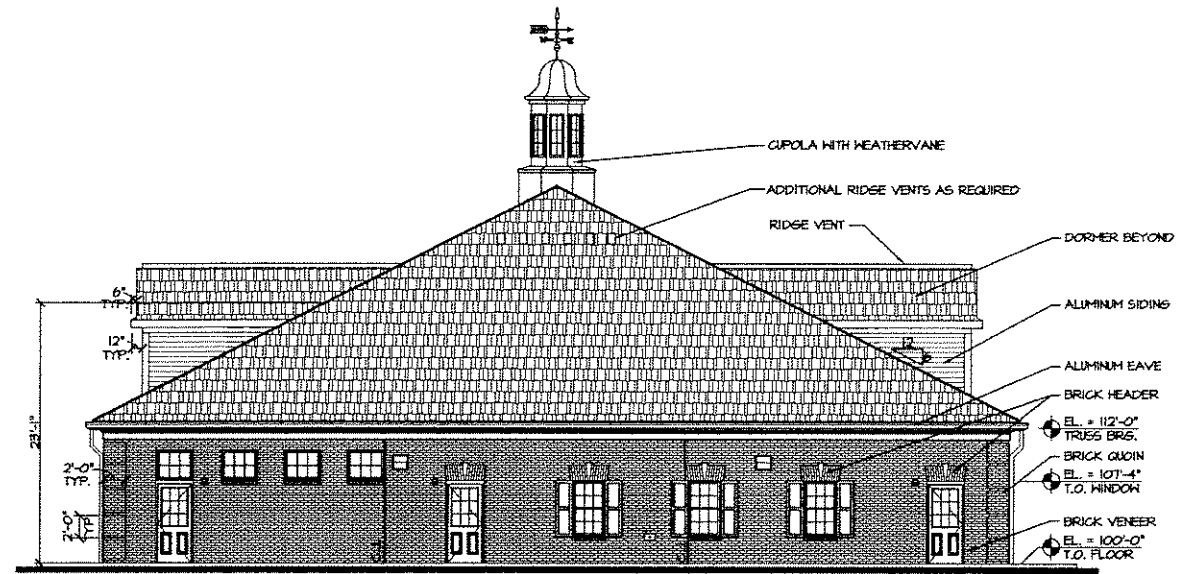 CUPOLA WITH WEATHERVANE
ADDITIONAL RIDGE VENTS AS REQUIRED
RIDGE VENT
DORMER BEYOND
6"
TYP.
ALUMINUM SIDING
12"
TYP.
12
ALUMINUM EAVE
BRICK HEADER
EL. = 112'-0"
TRUSS BRG.
23'-1"
BRICK QUOIN
2'-0"
TYP.
EL. = 107'-4"
T.O. WINDOW
2'-0"
TYP
BRICK VENEER
EL. = 100'-0"
T.O. FLOOR